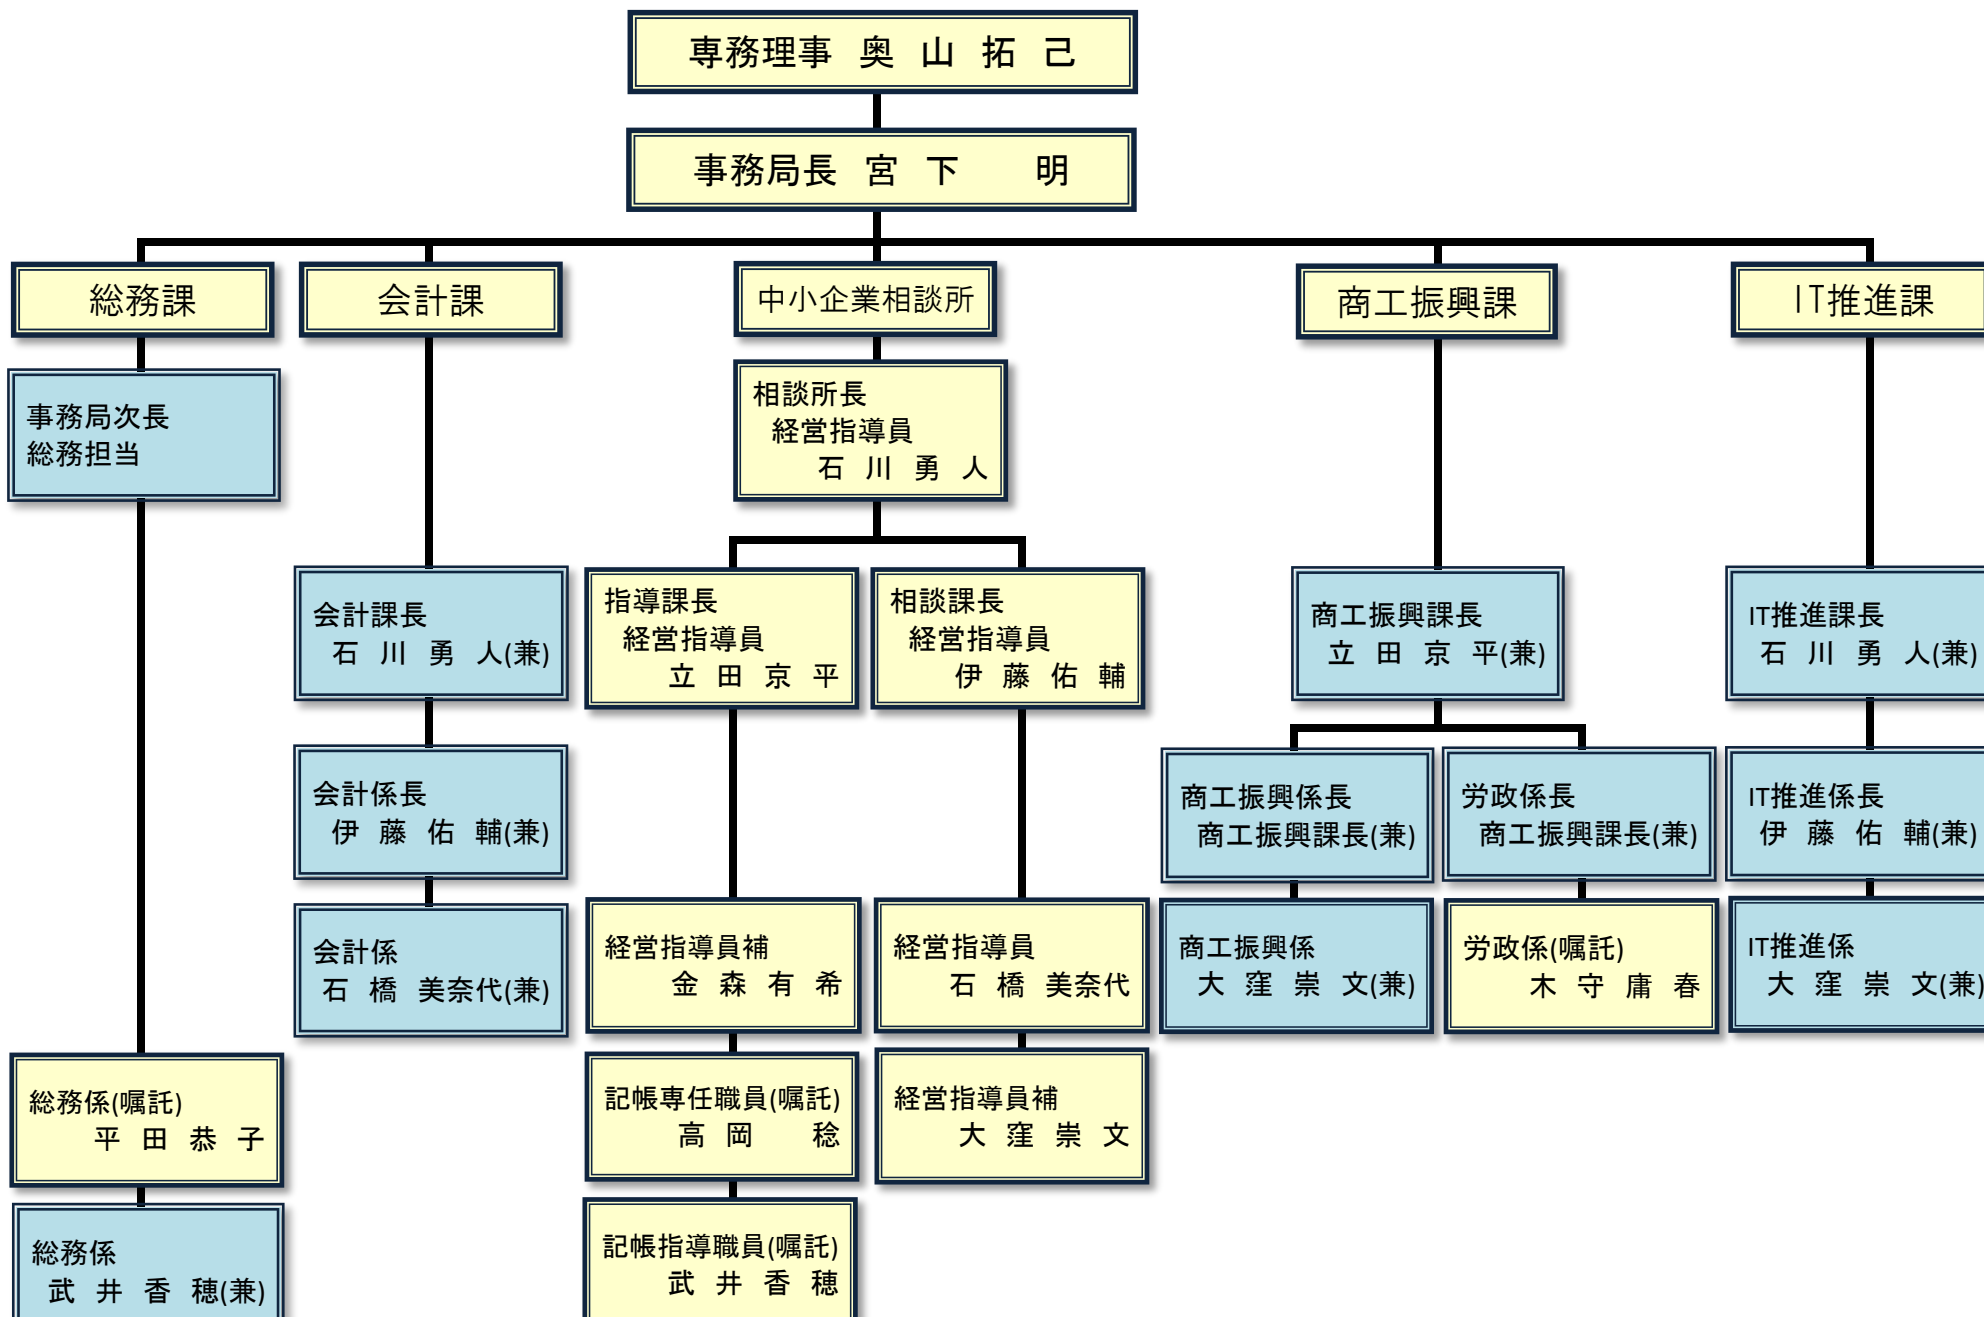 専務理事 奥 山 拓 己
事務局長 宮 下 明
総務課
会計課
中小企業相談所
商工振興課
IT推進課
事務局次長
総務担当
相談所長
経営指導員
石 川 勇 人
会計課長
石 川 勇 人(兼)
指導課長
経営指導員
立 田 京 平
相談課長
経営指導員
伊 藤 佑 輔
商工振興課長
立 田 京 平(兼)
IT推進課長
石 川 勇 人(兼)
会計係長
伊 藤 佑 輔(兼)
商工振興係長
商工振興課長(兼)
労政係長
商工振興課長(兼)
IT推進係長
伊 藤 佑 輔(兼)
会計係
石 橋 美奈代(兼)
経営指導員補
金 森 有 希
経営指導員
石 橋 美奈代
商工振興係
大 窪 崇 文(兼)
労政係(嘱託)
木 守 庸 春
IT推進係
大 窪 崇 文(兼)
総務係(嘱託)
平 田 恭 子
記帳専任職員(嘱託)
高 岡 稔
経営指導員補
大 窪 崇 文
総務係
武 井 香 穂(兼)
記帳指導職員(嘱託)
武 井 香 穂